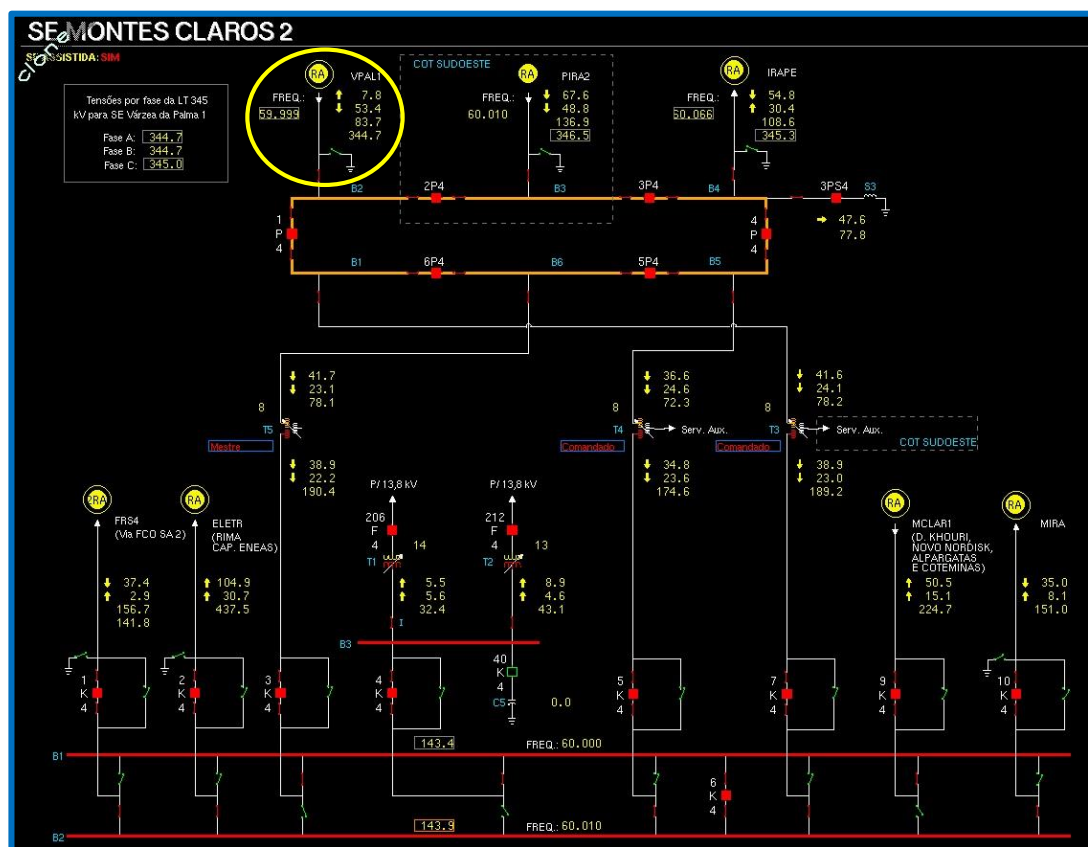 SE MONTES CLAROS 2
clone
SE ASSISTIDA: SIM
Tensões por fase da LT 345
kV para SE Várzea da Palma 1
Fase A: 344.7
Fase B: 344.7
Fase C: 345.0
RA
VPAL1
FREQ.:
59.999
7.8
53.4
83.7
344.7
COT SUDOESTE
RA
PIRA2
FREQ.:
60.010
67.6
48.8
136.9
346.5
RA
IRAPE
FREQ.:
60.066
54.8
30.4
108.6
345.3
B2
2P4
B3
3P4
B4
3PS4
S3
47.6
77.8
1
P
4
4
P
4
B1
6P4
B6
5P4
B5
41.7
23.1
78.1
8
T5
Mestre
38.9
22.2
190.4
36.6
24.6
72.3
8
T4
Serv. Aux.
Comandado
34.8
23.6
174.6
41.6
24.1
78.2
8
T3
Serv. Aux.
COT SUDOESTE
Comandado
38.9
23.0
189.2
RA
FRS4
(Via FCO SA 2)
37.4
2.9
156.7
141.8
RA
ELETR
(RIMA
CAP. ENEAS)
104.9
30.7
437.5
P/ 13,8 kV
206
F
4
14
T1
5.5
5.6
32.4
I
P/ 13,8 kV
212
F
4
13
T2
8.9
4.6
43.1
B3
RA
MCLAR1
(D. KHOURI,
NOVO NORDISK,
ALPARGATAS
E COTEMINAS)
50.5
15.1
224.7
RA
MIRA
35.0
8.1
151.0
1
K
4
2
K
4
3
K
4
4
K
4
40
K
4
C5
0.0
5
K
4
7
K
4
9
K
4
10
K
4
B1
143.4
FREQ.: 60.000
6
K
4
B2
143.9
FREQ.: 60.010